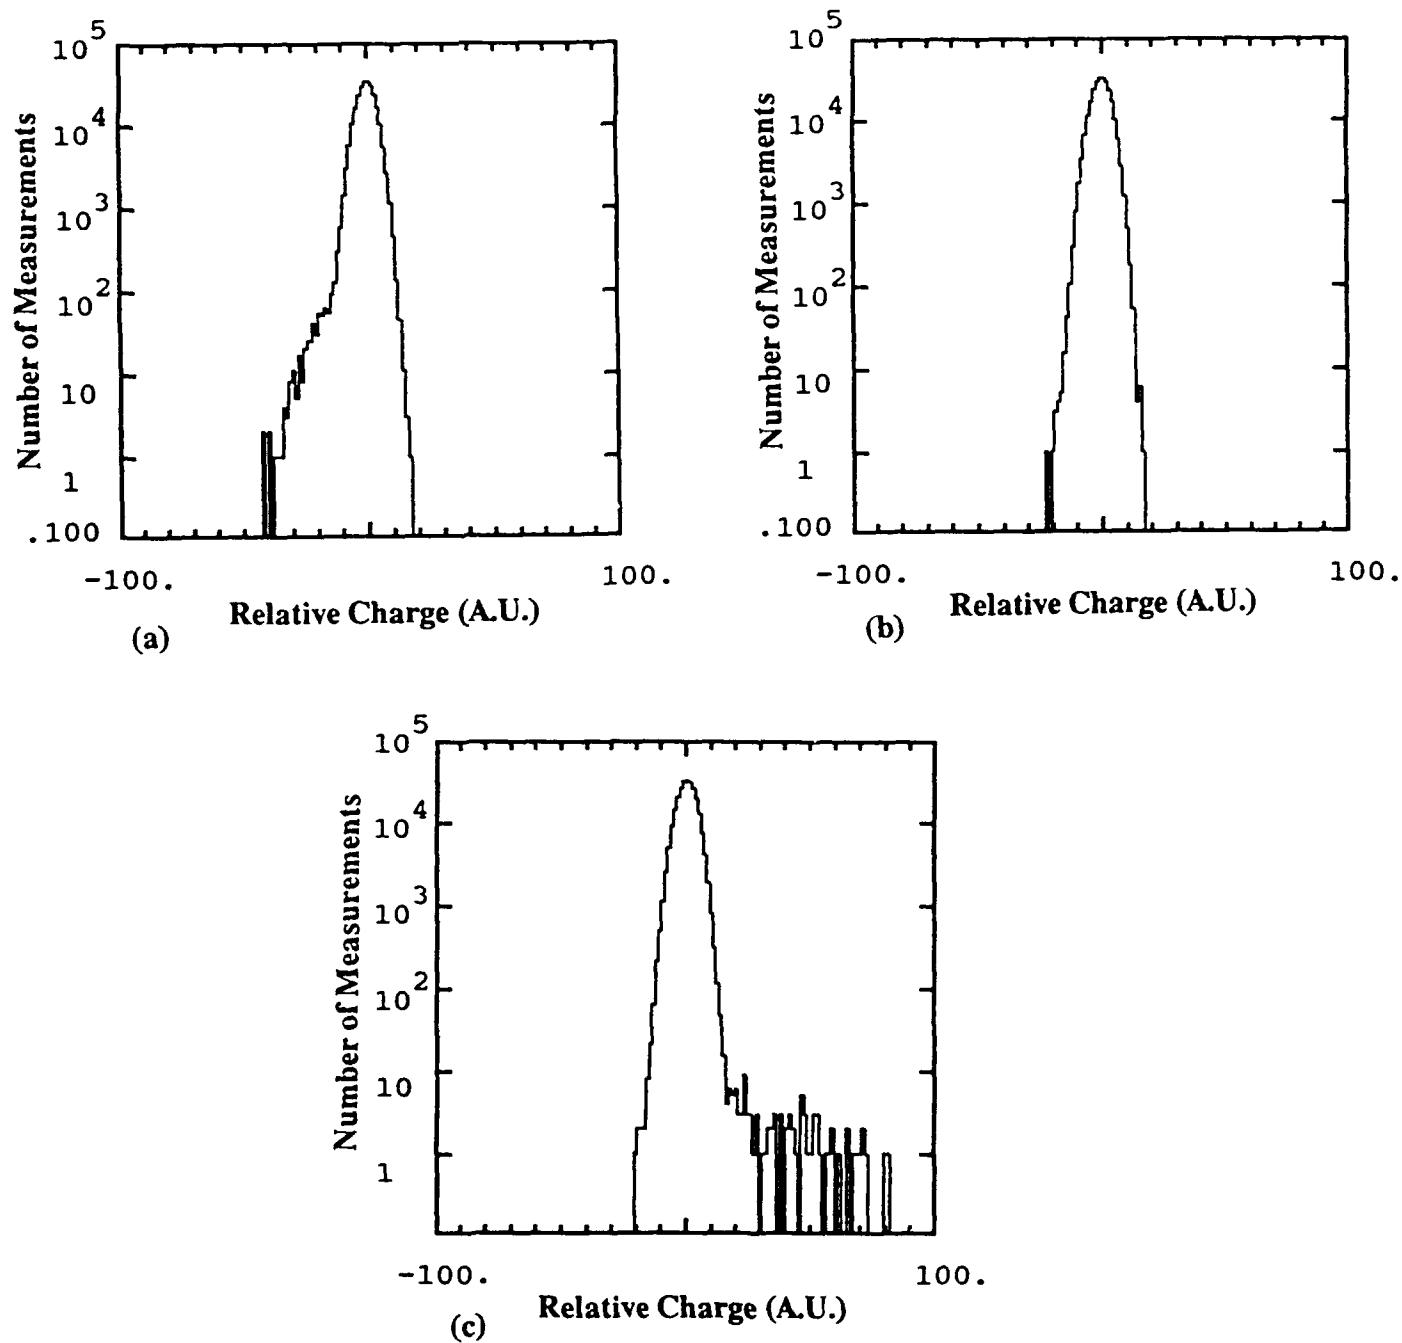 10^5
10^4
10^3
10^2
10
1
.100
-100.
100.
Number of Measurements
Relative Charge (A.U.)
(a)
10^5
10^4
10^3
10^2
10
1
.100
-100.
100.
Number of Measurements
Relative Charge (A.U.)
(b)
10^5
10^4
10^3
10^2
10
1
-100.
100.
Number of Measurements
Relative Charge (A.U.)
(c)